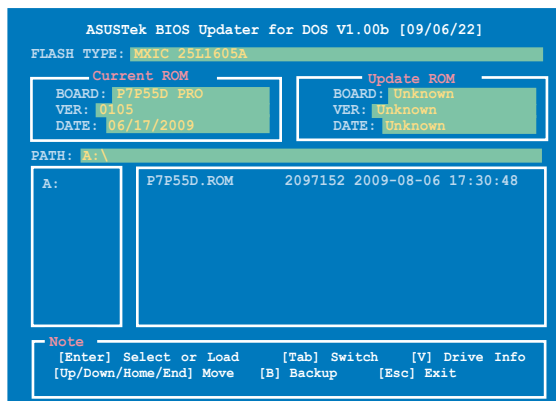 ASUSTek BIOS Updater for DOS V1.00b [09/06/22]
FLASH TYPE: MXIC 25L1605A
Current ROM
BOARD: P7P55D PRO
VER: 0105
DATE: 06/17/2009
Update ROM
BOARD: Unknown
VER: Unknown
DATE: Unknown
PATH: A:\
A:
P7P55D.ROM 2097152 2009-08-06 17:30:48
Note
[Enter] Select or Load [Tab] Switch [V] Drive Info
[Up/Down/Home/End] Move [B] Backup [Esc] Exit